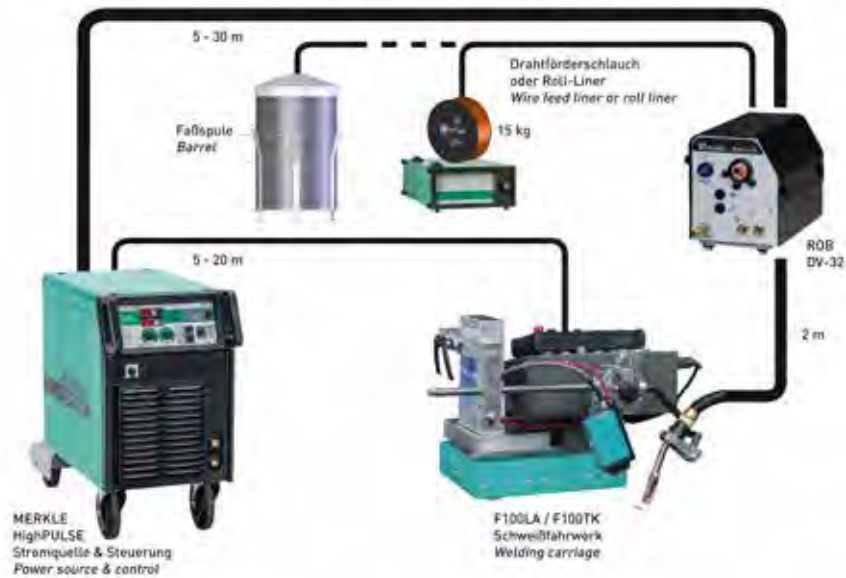 5 - 30 m
Drahtförderschlauch
oder Roll-Liner
Wire feed liner or roll liner
Faßspule
Barrel
15 kg
ROB
DV-32
5 - 20 m
2 m
MERKLE
HighPULSE
Stromquelle & Steuerung
Power source & control
F100LA / F100TK
Schweißfahrwerk
Welding carriage